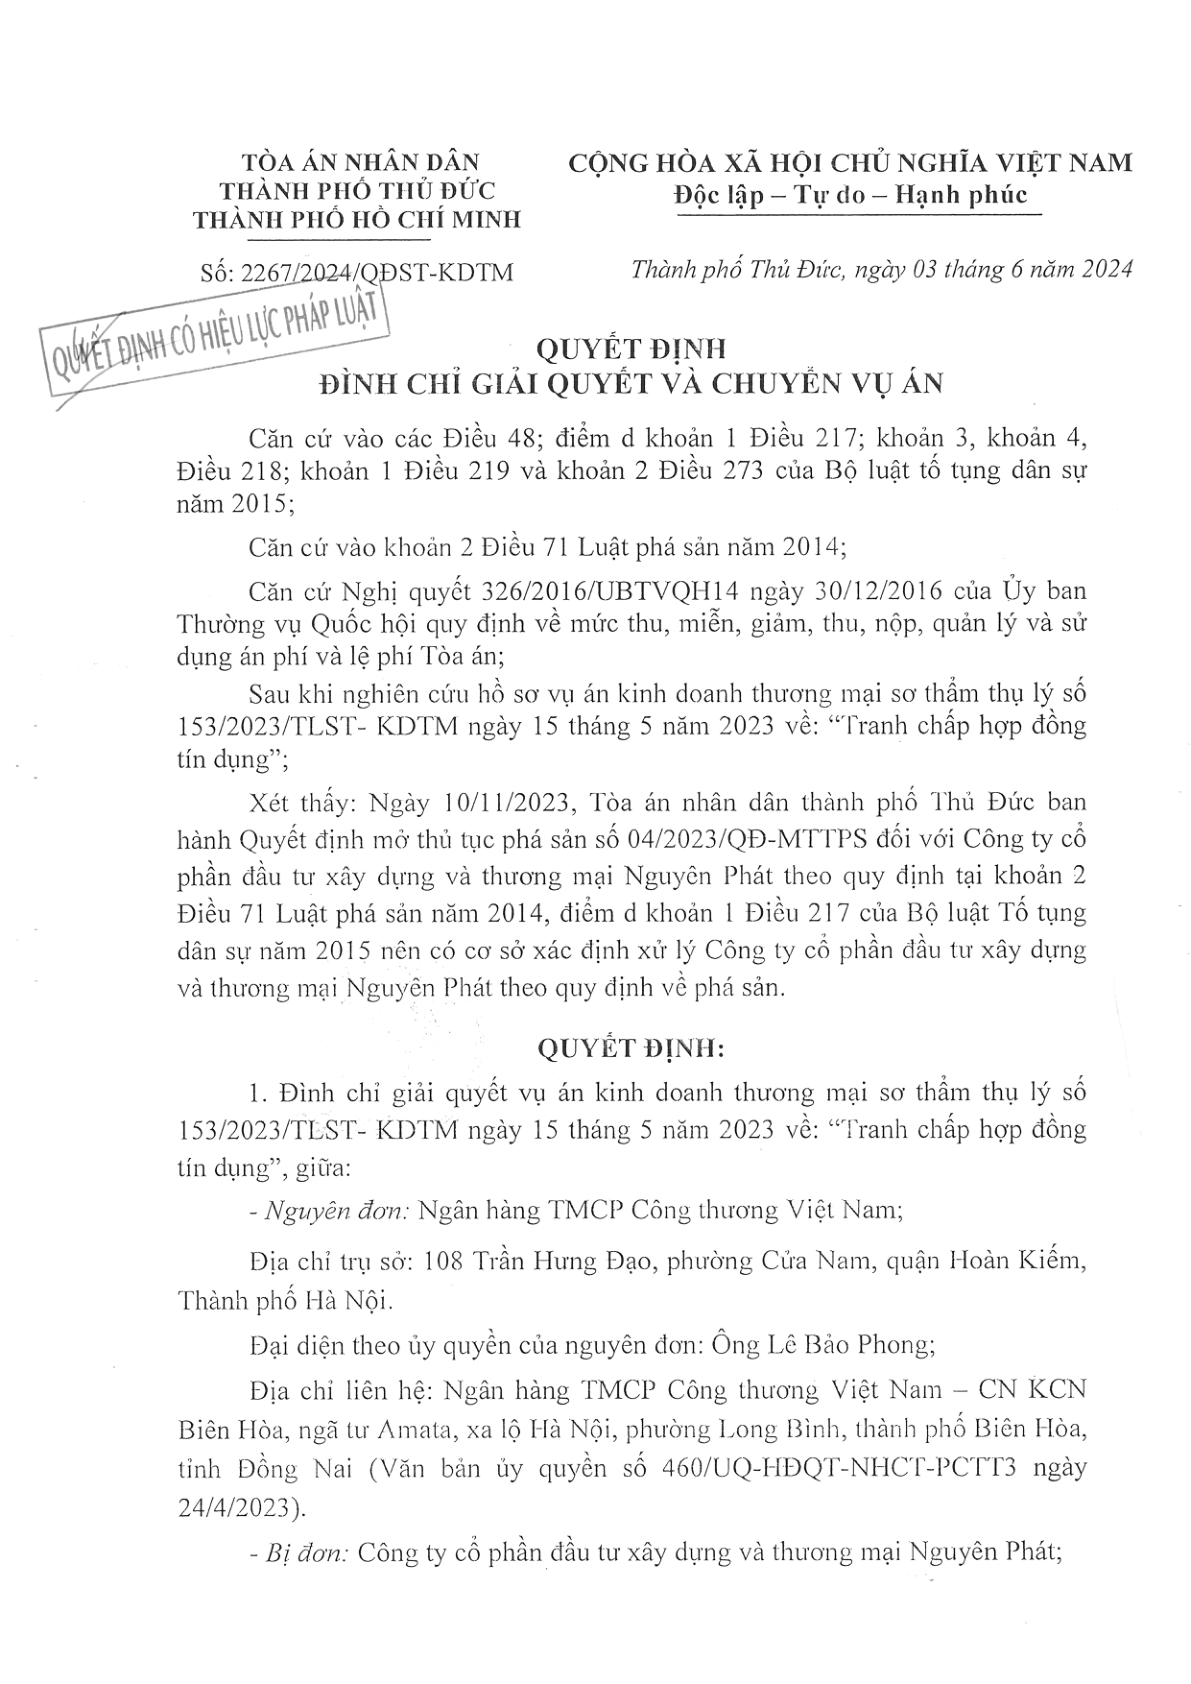 TÒA ÁN NHÂN DÂN
THÀNH PHỐ THỦ ĐỨC
THÀNH PHỐ HỒ CHÍ MINH
CỘNG HÒA XÃ HỘI CHỦ NGHĨA VIỆT NAM
Độc lập – Tự do – Hạnh phúc
Số: 2267/2024/QĐST-KDTM
Thành phố Thủ Đức, ngày 03 tháng 6 năm 2024
QUYẾT ĐỊNH CÓ HIỆU LỰC PHÁP LUẬT
QUYẾT ĐỊNH
ĐÌNH CHỈ GIẢI QUYẾT VÀ CHUYỂN VỤ ÁN
Căn cứ vào các Điều 48; điểm d khoản 1 Điều 217; khoản 3, khoản 4,
Điều 218; khoản 1 Điều 219 và khoản 2 Điều 273 của Bộ luật tố tụng dân sự
năm 2015;
Căn cứ vào khoản 2 Điều 71 Luật phá sản năm 2014;
Căn cứ Nghị quyết 326/2016/UBTVQH14 ngày 30/12/2016 của Ủy ban
Thường vụ Quốc hội quy định về mức thu, miễn, giảm, thu, nộp, quản lý và sử
dụng án phí và lệ phí Tòa án;
Sau khi nghiên cứu hồ sơ vụ án kinh doanh thương mại sơ thẩm thụ lý số
153/2023/TLST- KDTM ngày 15 tháng 5 năm 2023 về: “Tranh chấp hợp đồng
tín dụng”;
Xét thấy: Ngày 10/11/2023, Tòa án nhân dân thành phố Thủ Đức ban
hành Quyết định mở thủ tục phá sản số 04/2023/QĐ-MTTPS đối với Công ty cổ
phần đầu tư xây dựng và thương mại Nguyên Phát theo quy định tại khoản 2
Điều 71 Luật phá sản năm 2014, điểm d khoản 1 Điều 217 của Bộ luật Tố tụng
dân sự năm 2015 nên có cơ sở xác định xử lý Công ty cổ phần đầu tư xây dựng
và thương mại Nguyên Phát theo quy định về phá sản.
QUYẾT ĐỊNH:
1. Đình chỉ giải quyết vụ án kinh doanh thương mại sơ thẩm thụ lý số
153/2023/TLST- KDTM ngày 15 tháng 5 năm 2023 về: “Tranh chấp hợp đồng
tín dụng”, giữa:
- Nguyên đơn: Ngân hàng TMCP Công thương Việt Nam;
Địa chỉ trụ sở: 108 Trần Hưng Đạo, phường Cửa Nam, quận Hoàn Kiếm,
Thành phố Hà Nội.
Đại diện theo ủy quyền của nguyên đơn: Ông Lê Bảo Phong;
Địa chỉ liên hệ: Ngân hàng TMCP Công thương Việt Nam – CN KCN
Biên Hòa, ngã tư Amata, xa lộ Hà Nội, phường Long Bình, thành phố Biên Hòa,
tỉnh Đồng Nai (Văn bản ủy quyền số 460/UQ-HĐQT-NHCT-PCTT3 ngày
24/4/2023).
- Bị đơn: Công ty cổ phần đầu tư xây dựng và thương mại Nguyên Phát;